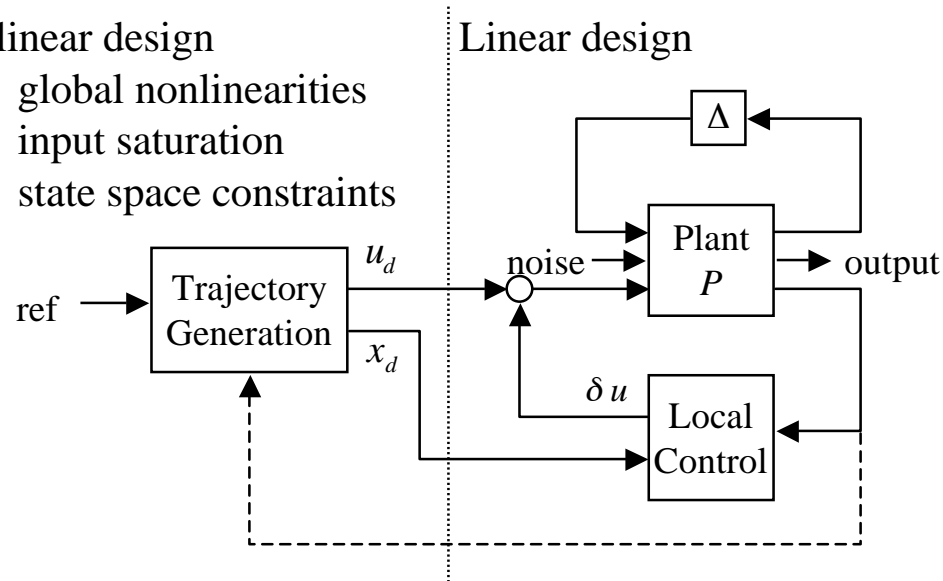 linear design
global nonlinearities
input saturation
state space constraints
Linear design
Δ
Plant
P
noise
output
u_d
ref
Trajectory
Generation
x_d
δ u
Local
Control